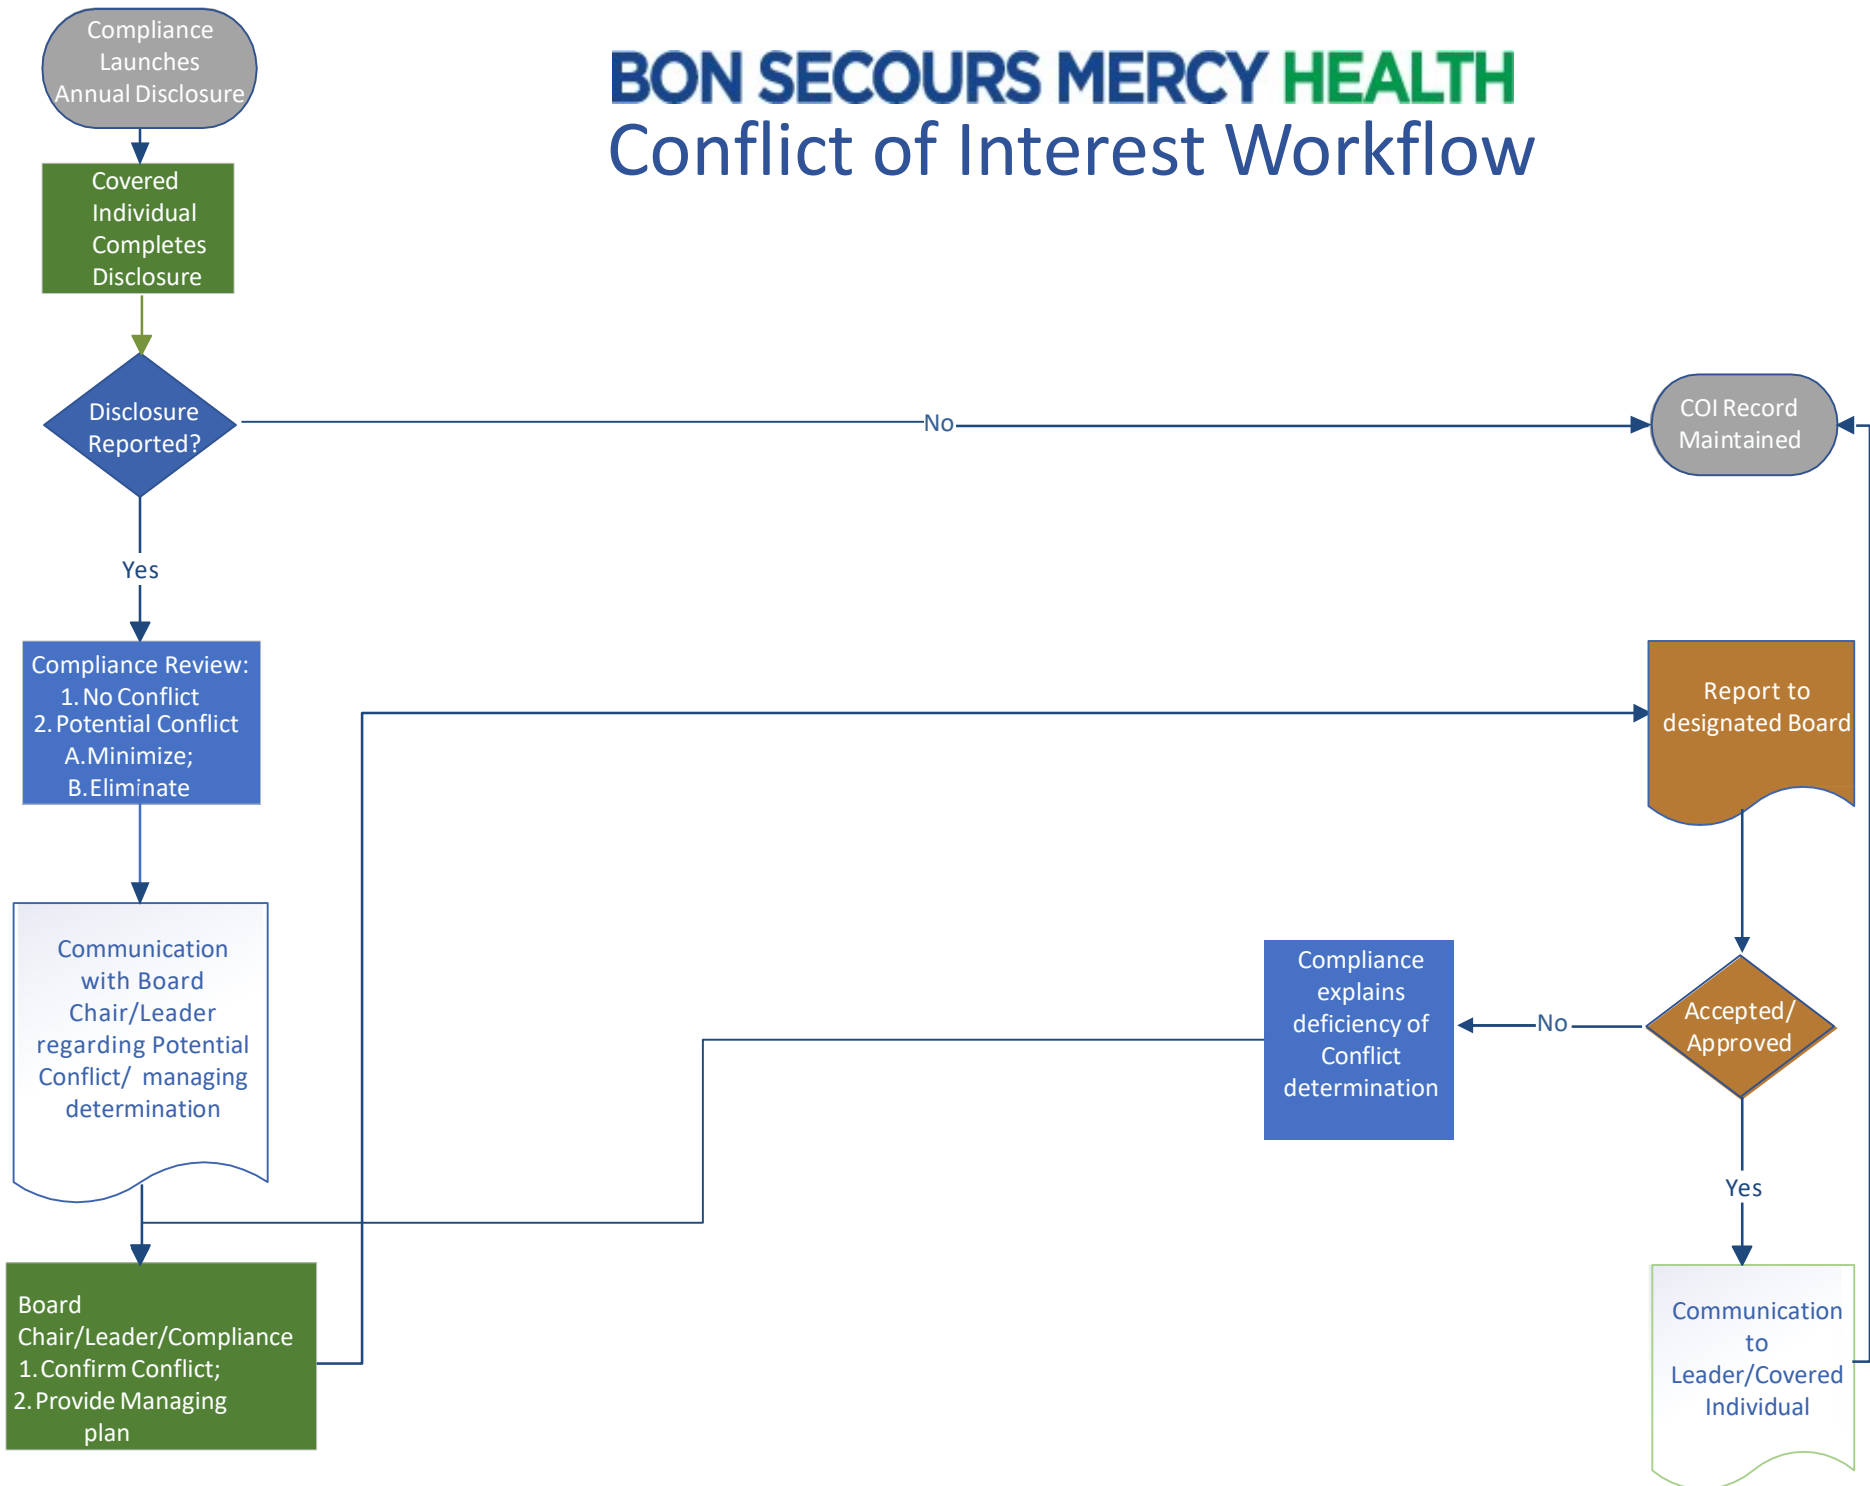 Compliance
Launches
Annual Disclosure
BON SECOURS MERCY HEALTH
Conflict of Interest Workflow
Covered
Individual
Completes
Disclosure
Disclosure
Reported?
No
COI Record
Maintained
Yes
Compliance Review:
1. No Conflict
2. Potential Conflict
A. Minimize;
B. Eliminate
Report to
designated Board
Communication
with Board
Chair/Leader
regarding Potential
Conflict/ managing
determination
Compliance
explains
deficiency of
Conflict
determination
No
Accepted/
Approved
Yes
Board
Chair/Leader/Compliance
1. Confirm Conflict;
2. Provide Managing
plan
Communication
to
Leader/Covered
Individual